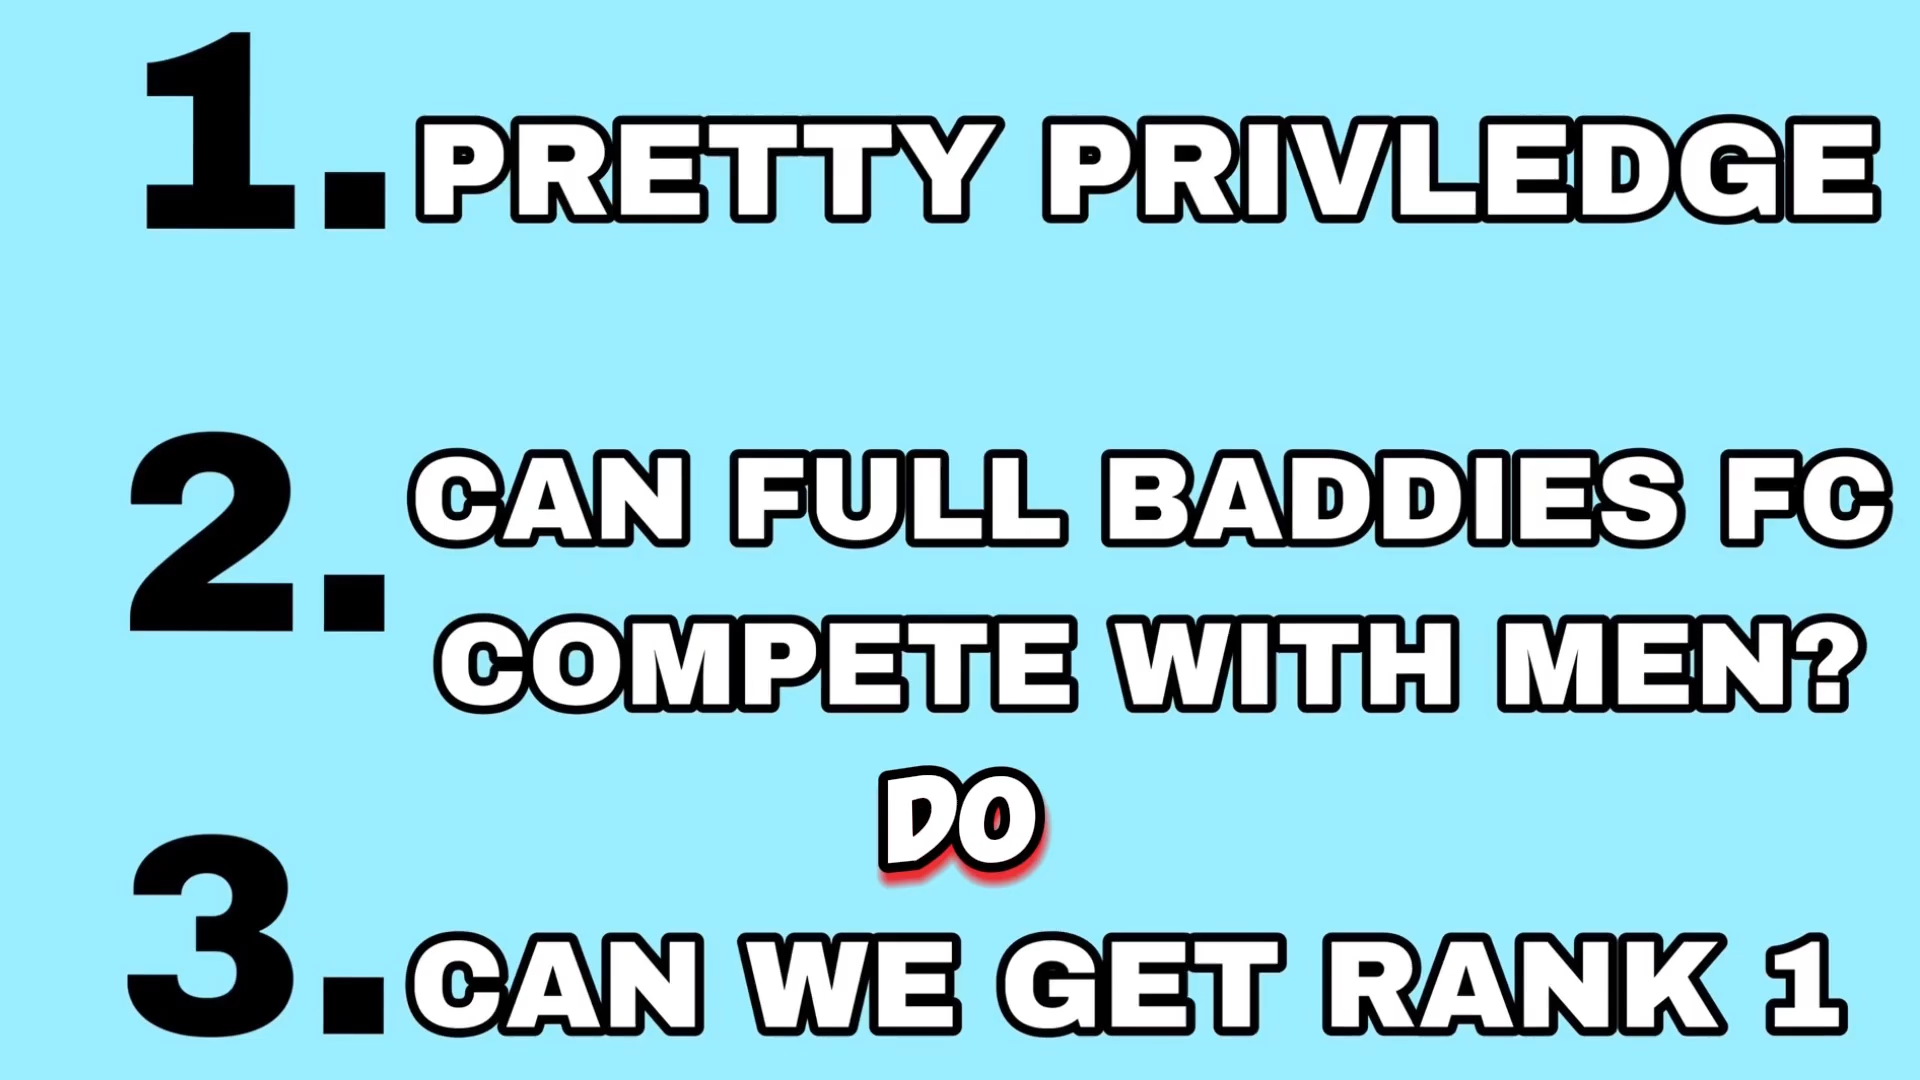 1. PRETTY PRIVLEDGE
2. CAN FULL BADDIES FC
COMPETE WITH MEN?
DO
3. CAN WE GET RANK 1